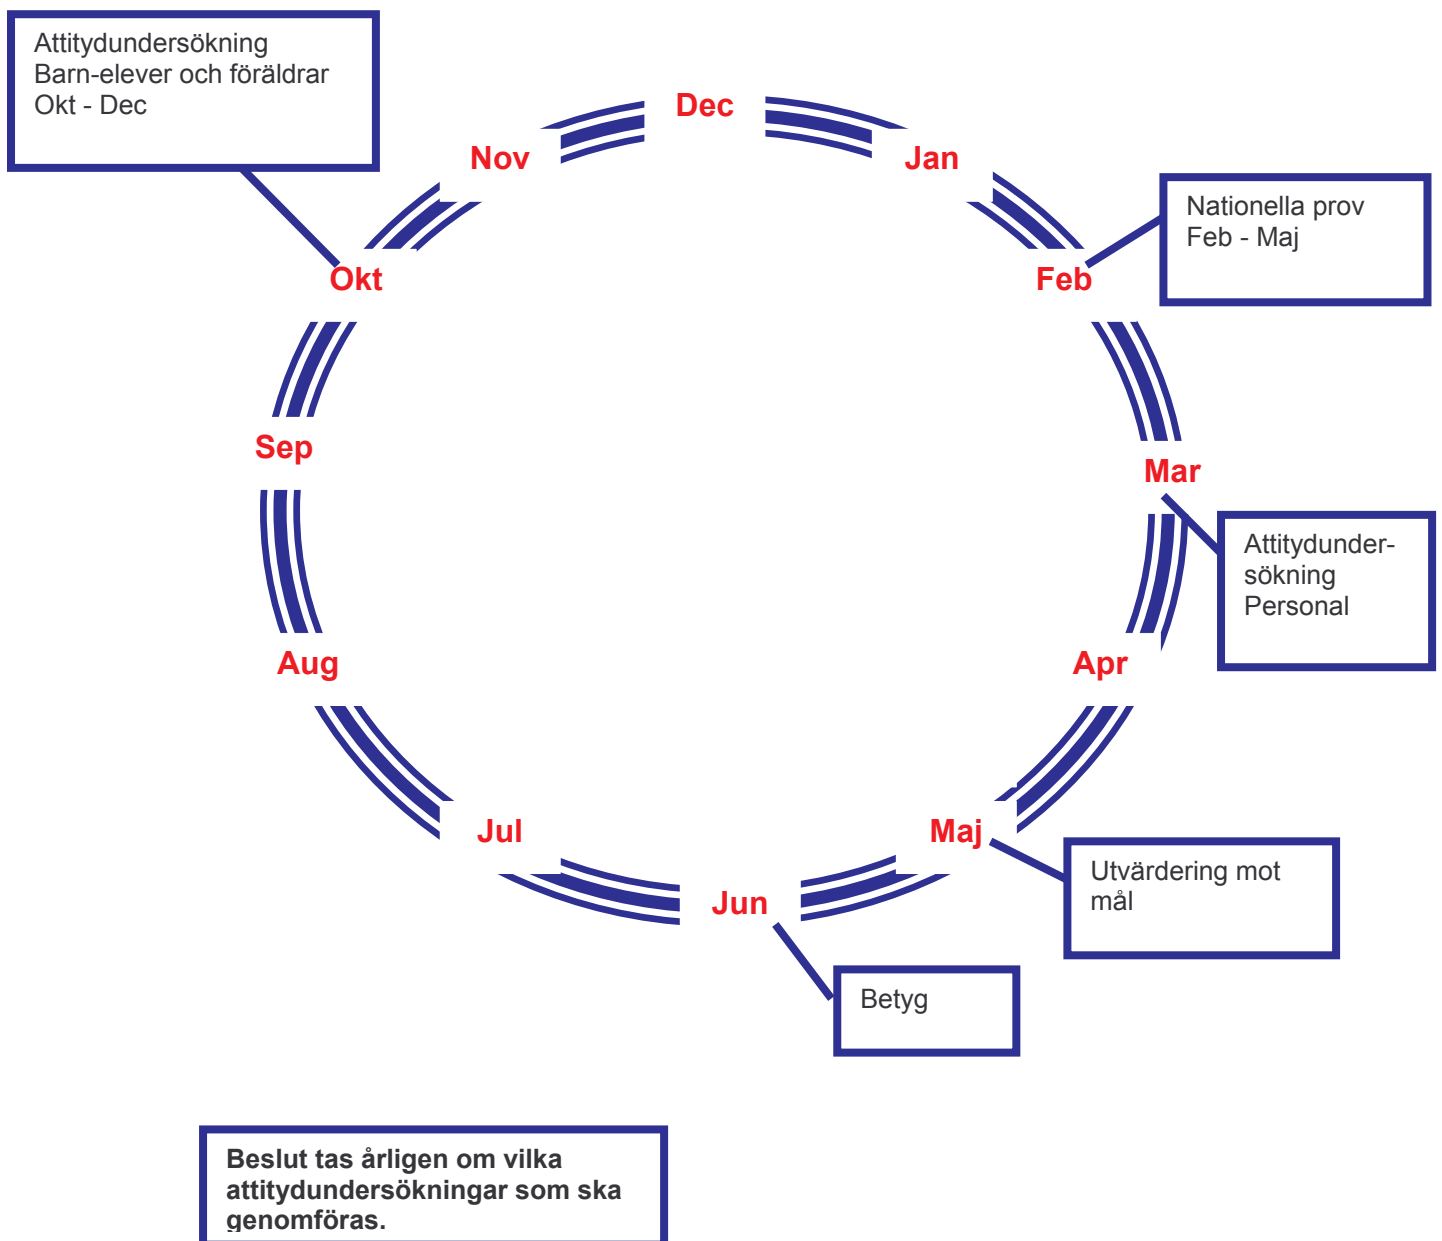 Attitydundersökning
Barn-elever och föräldrar
Okt - Dec
Dec
Nov
Jan
Nationella prov
Feb - Maj
Okt
Feb
Sep
Mar
Attitydunder-
sökning
Personal
Aug
Apr
Jul
Maj
Utvärdering mot
mål
Jun
Betyg
Beslut tas årligen om vilka
attitydundersökningar som ska
genomföras.